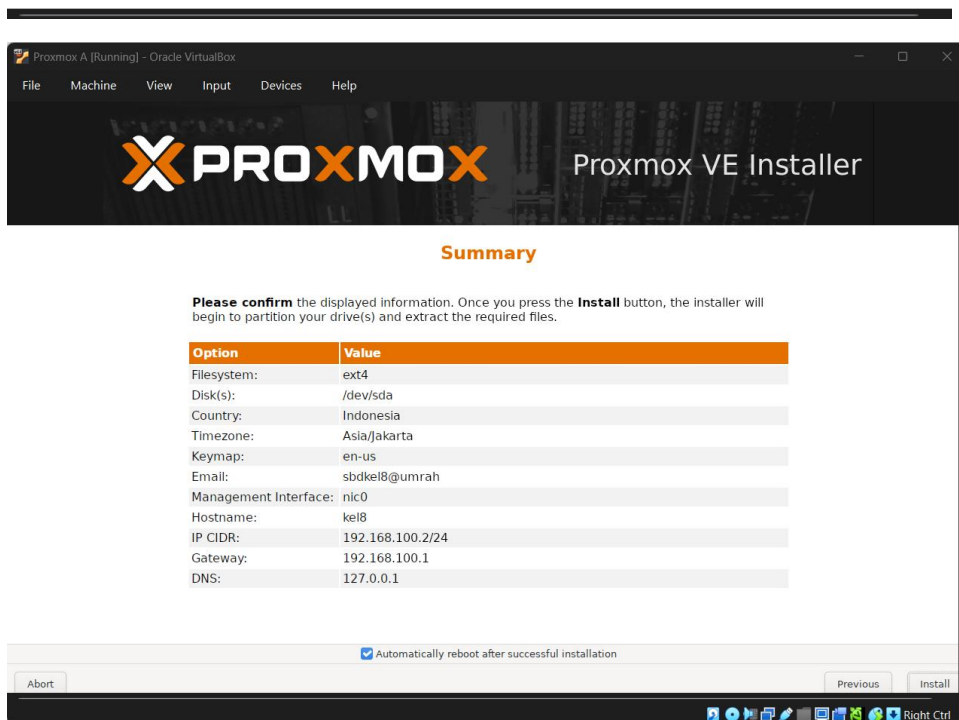 Proxmox A [Running] - Oracle VirtualBox
File Machine View Input Devices Help
PROXMOX
Proxmox VE Installer
Summary
Please confirm the displayed information. Once you press the Install button, the installer will
begin to partition your drive(s) and extract the required files.
Option Value
Filesystem: ext4
Disk(s): /dev/sda
Country: Indonesia
Timezone: Asia/Jakarta
Keymap: en-us
Email: sbdkel8@umrah
Management Interface: nic0
Hostname: kel8
IP CIDR: 192.168.100.2/24
Gateway: 192.168.100.1
DNS: 127.0.0.1
Automatically reboot after successful installation
Abort Previous Install
Right Ctrl